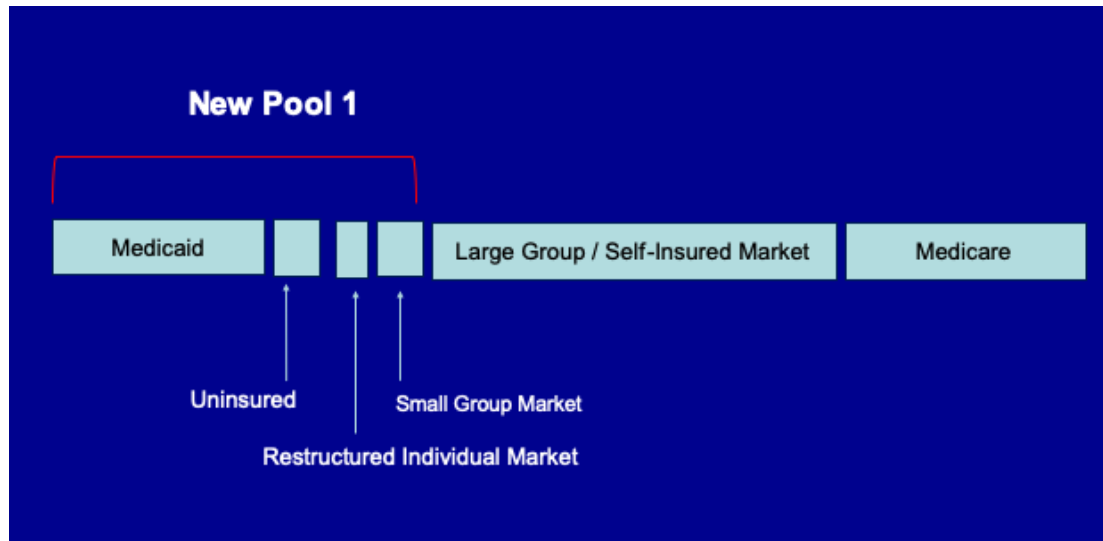 New Pool 1
Medicaid
Large Group / Self-Insured Market
Medicare
Uninsured
Small Group Market
Restructured Individual Market